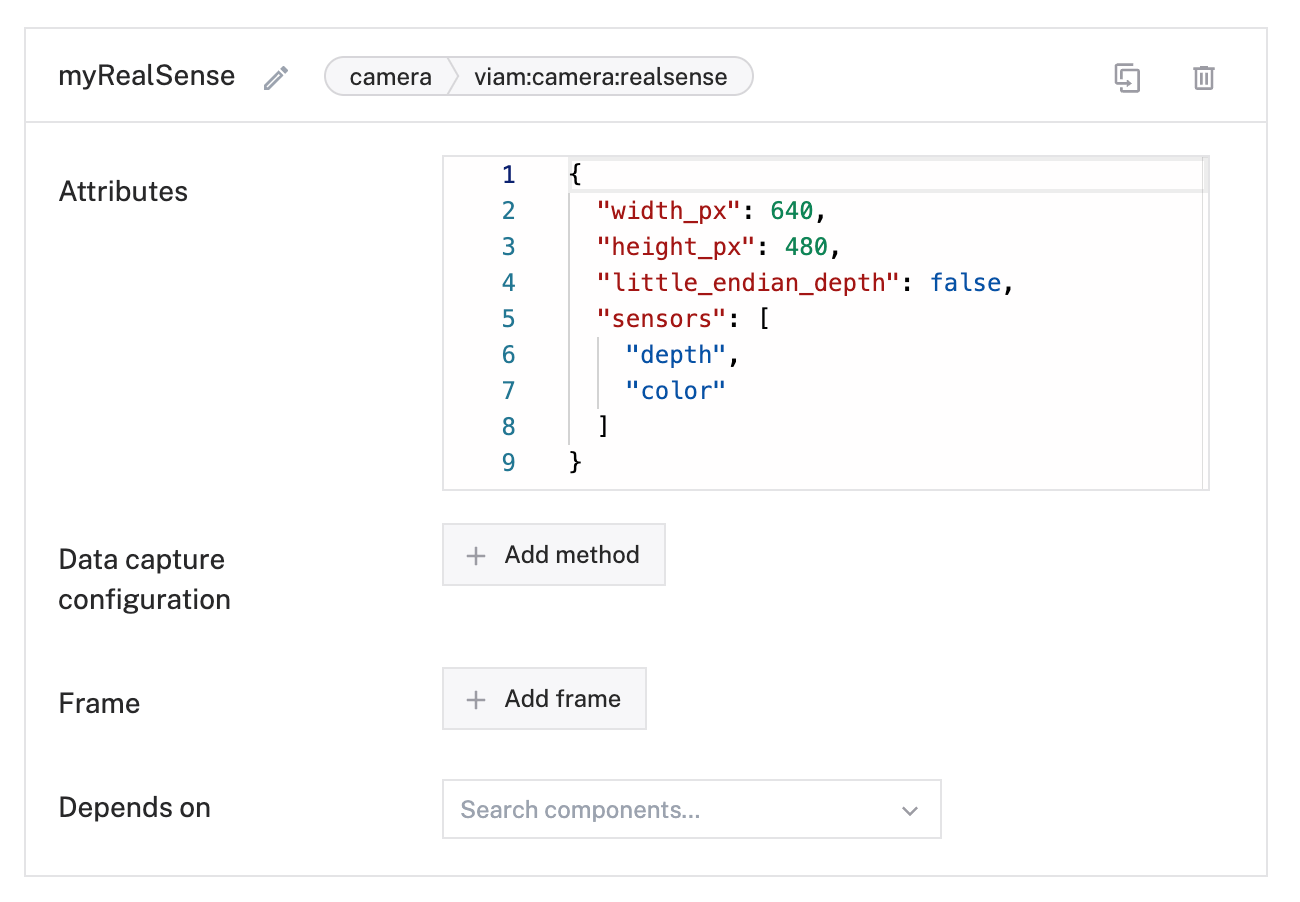 myRealSense camera viam:camera:realsense
Attributes
1 {
2 "width_px": 640,
3 "height_px": 480,
4 "little_endian_depth": false,
5 "sensors": [
6 "depth",
7 "color"
8 ]
9 }
Data capture
configuration
+ Add method
Frame
+ Add frame
Depends on
Search components...